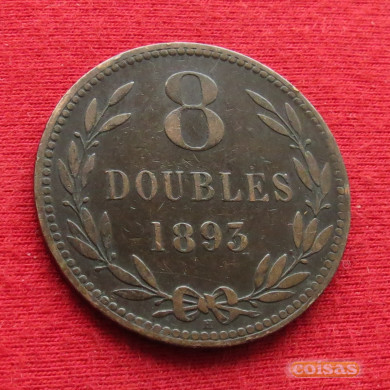 8
DOUBLES
1893
coisas